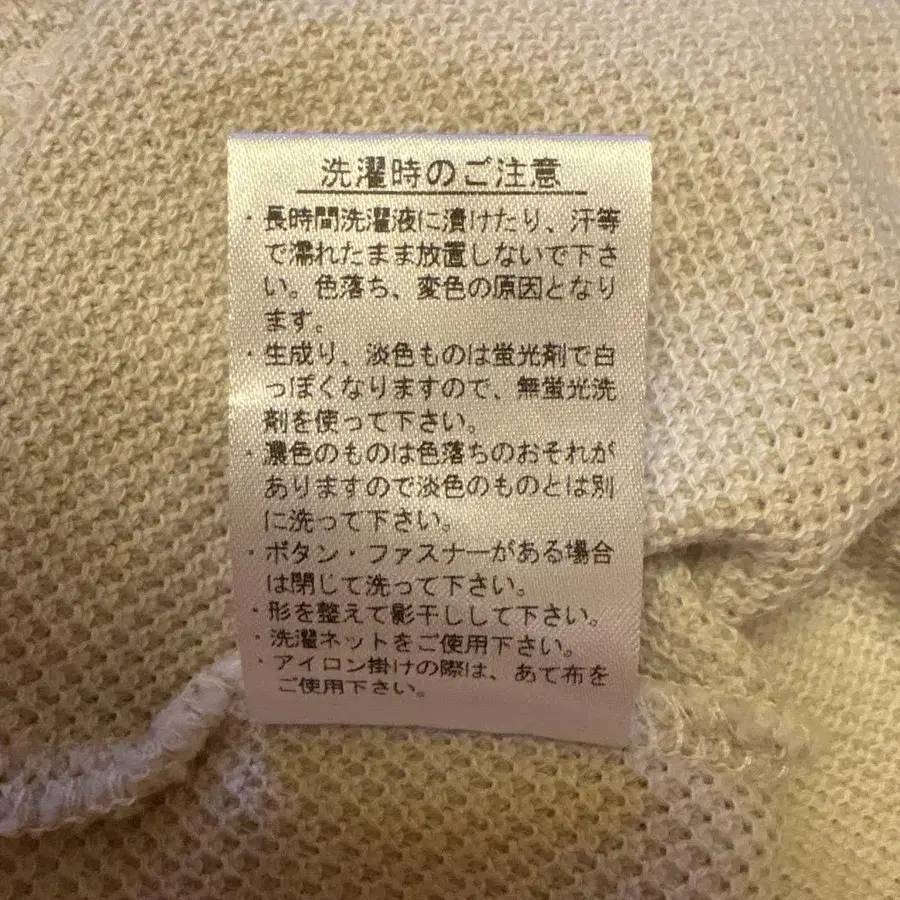 洗濯時のご注意
・長時間洗濯液に漬けたり、汗等
で濡れたまま放置しないで下さ
い。色落ち、変色の原因となり
ます。
・生成り、淡色ものは蛍光剤で白
っぽくなりますので、無蛍光洗
剤を使って下さい。
・濃色のものは色落ちのおそれが
ありますので淡色のものとは別
に洗って下さい。
・ボタン・ファスナーがある場合
は閉じて洗って下さい。
・形を整えて影干しして下さい。
・洗濯ネットをご使用下さい。
・アイロン掛けの際は、あて布を
ご使用下さい。